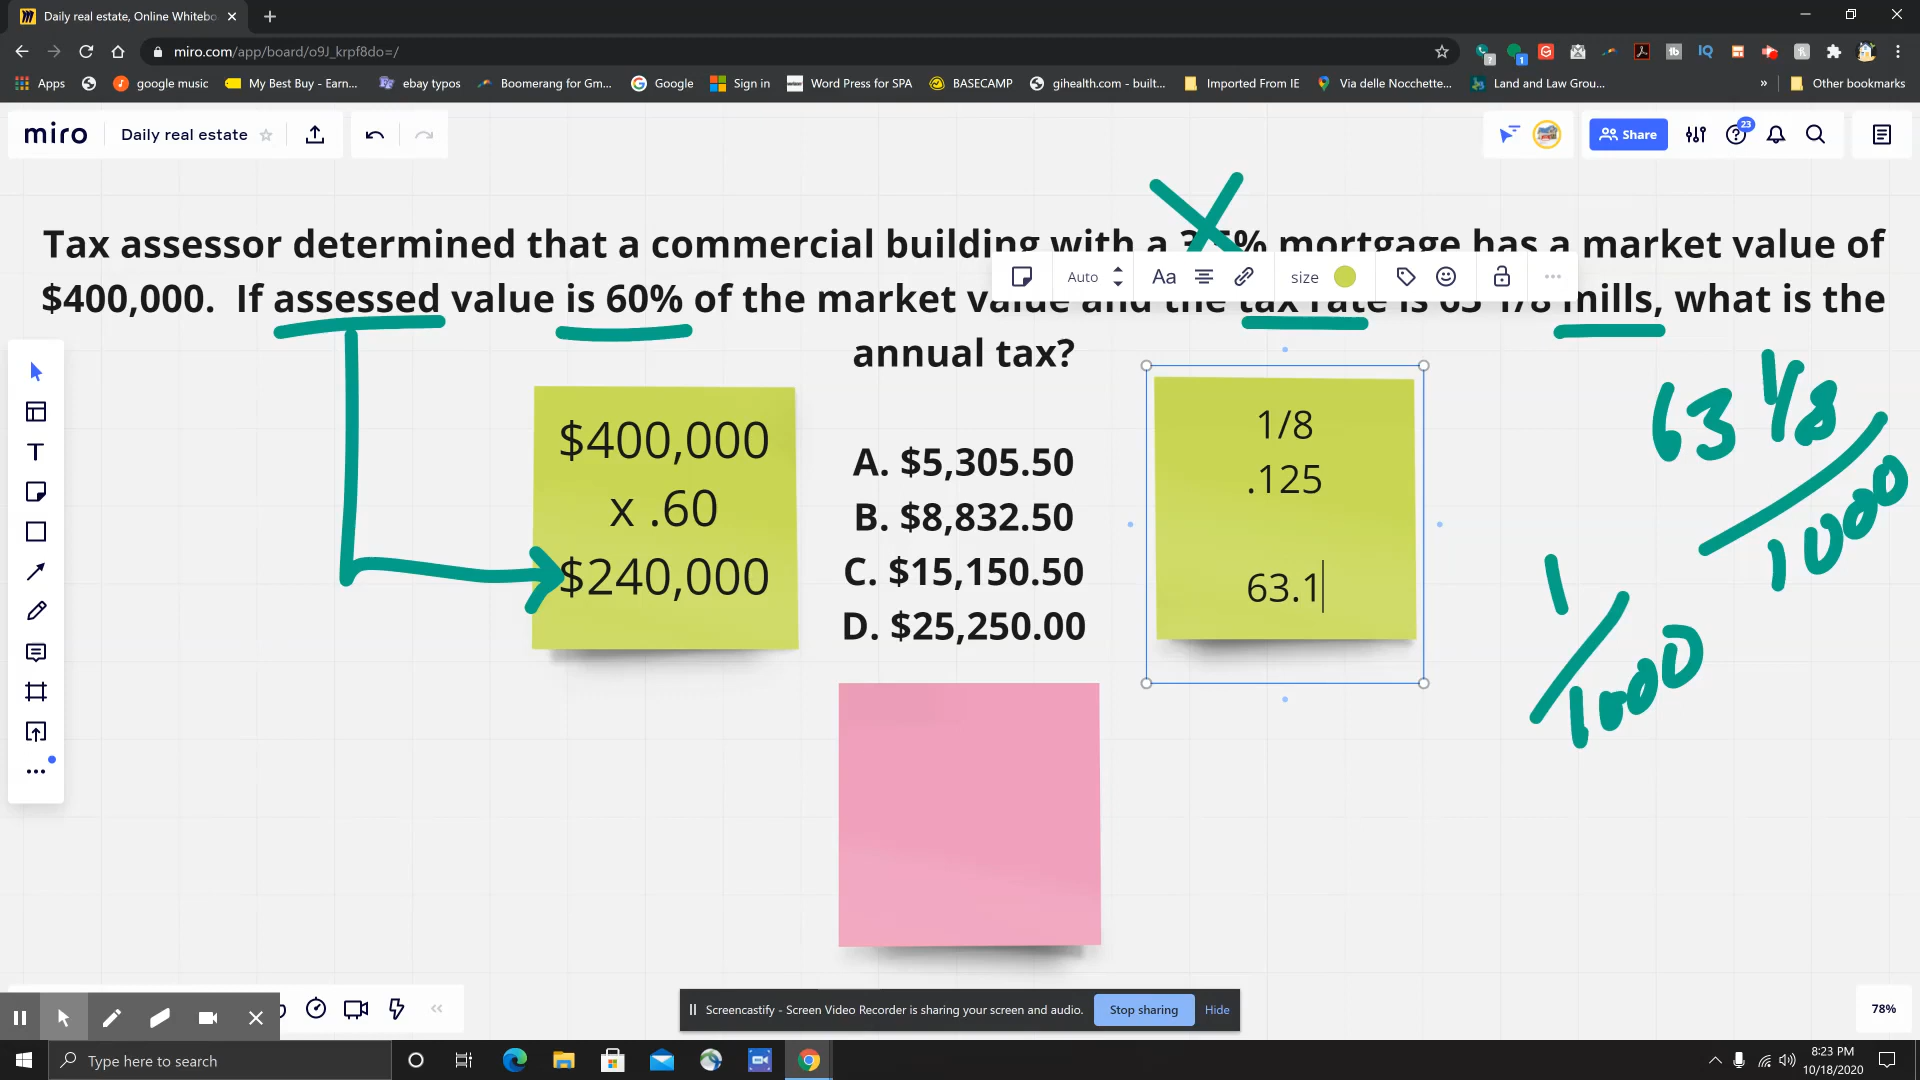 Daily real estate, Online Whitebo
miro.com/app/board/o9J_krpf8do=/
Apps
google music
My Best Buy - Earn...
ebay typos
Boomerang for Gm...
Google
Sign in
Word Press for SPA
BASECAMP
gihealth.com - built...
Imported From IE
Via delle Nocchette...
Land and Law Grou...
»
Other bookmarks
miro
Daily real estate
Share
23
Tax assessor determined that a commercial building with a 3.5% mortgage has a market value of
$400,000. If assessed value is 60% of the market value and the tax rate is 63 1/8 mills, what is the
annual tax?
Auto
Aa
size
$400,000
x .60
$240,000
A. $5,305.50
B. $8,832.50
C. $15,150.50
D. $25,250.00
1/8
.125
63.1
63 1/8
1000
1
1000
Screencastify - Screen Video Recorder is sharing your screen and audio.
Stop sharing
Hide
78%
Type here to search
8:23 PM
10/18/2020